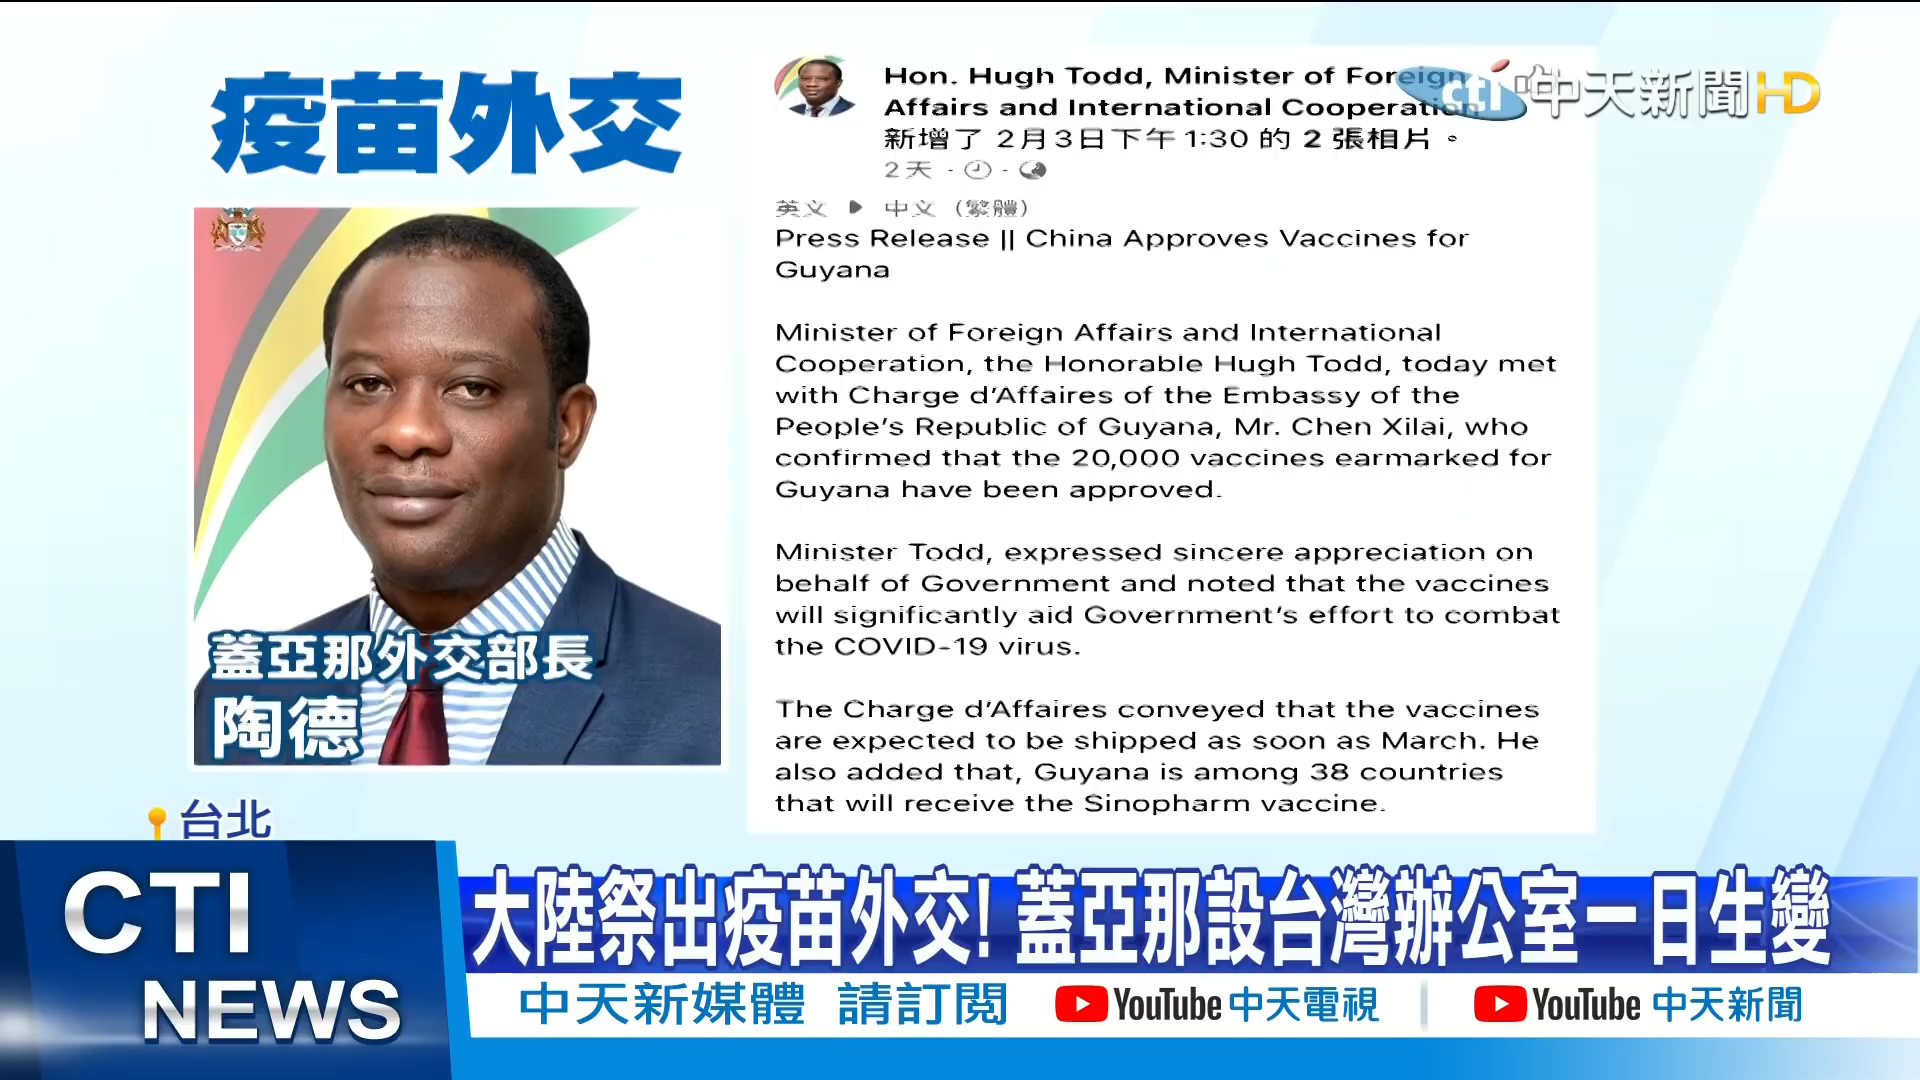 疫苗外交
Hon. Hugh Todd, Minister of Foreign
Affairs and International Cooperation
新增了 2月3日下午1:30 的 2 張相片。
2 天
英文 ▶ 中文（繁體）
Press Release || China Approves Vaccines for
Guyana
Minister of Foreign Affairs and International
Cooperation, the Honorable Hugh Todd, today met
with Charge d'Affaires of the Embassy of the
People's Republic of Guyana, Mr. Chen Xilai, who
confirmed that the 20,000 vaccines earmarked for
Guyana have been approved.
Minister Todd, expressed sincere appreciation on
behalf of Government and noted that the vaccines
will significantly aid Government's effort to combat
the COVID-19 virus.
The Charge d'Affaires conveyed that the vaccines
are expected to be shipped as soon as March. He
also added that, Guyana is among 38 countries
that will receive the Sinopharm vaccine.
cti 中天新聞HD
蓋亞那外交部長
陶德
台北
CTI
NEWS
大陸祭出疫苗外交! 蓋亞那設台灣辦公室一日生變
中天新媒體 請訂閱 YouTube 中天電視 | YouTube 中天新聞